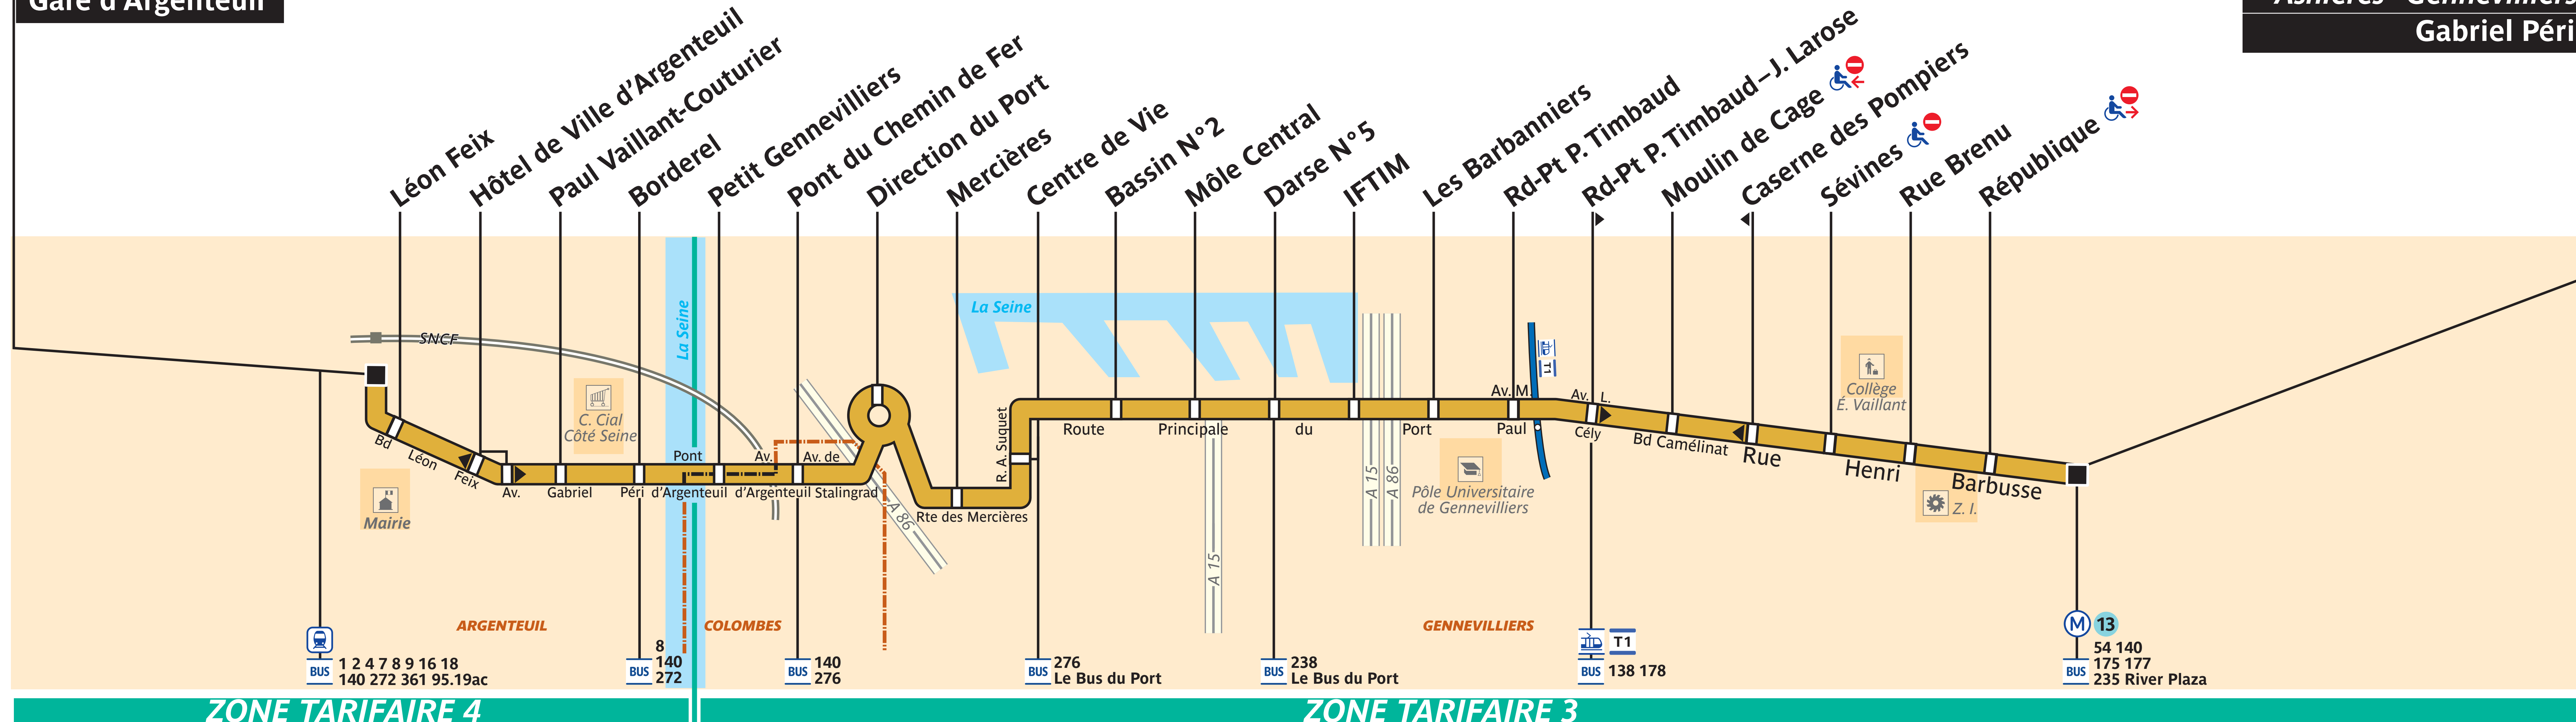 Gare d'Argenteuil
Asnières - Gennevilliers
Gabriel Péri
Léon Feix
Hôtel de Ville d'Argenteuil
Paul Vaillant-Couturier
Borderel
Petit Gennevilliers
Pont du Chemin de Fer
Direction du Port
Mercières
Centre de Vie
Bassin N°2
Môle Central
Darse N°5
IFTIM
Les Barbanniers
Rd-Pt P. Timbaud
Rd-Pt P. Timbaud–J. Larose
Moulin de Cage
Caserne des Pompiers
Sévines
Rue Brenu
République
SNCF
La Seine
La Seine
T1
C. Cial
Côté Seine
Collège
É. Vaillant
Bd Léon Feix
Av. Gabriel Péri
Pont d'Argenteuil
Av. d'Argenteuil
Av. de Stalingrad
A 86
Rte des Mercières
R. A. Suquet
Route Principale du Port
A 15
A 15
A 86
Av. M. Paul
Av. L. Cély
Bd Camélinat
Rue Henri Barbusse
Mairie
Pôle Universitaire
de Gennevilliers
Z. I.
ARGENTEUIL
COLOMBES
GENNEVILLIERS
BUS
1 2 4 7 8 9 16 18
140 272 361 95.19ac
BUS
8
140
272
BUS
140
276
BUS
276
Le Bus du Port
BUS
238
Le Bus du Port
T1
BUS
138 178
M 13
BUS
54 140
175 177
235 River Plaza
ZONE TARIFAIRE 4
ZONE TARIFAIRE 3